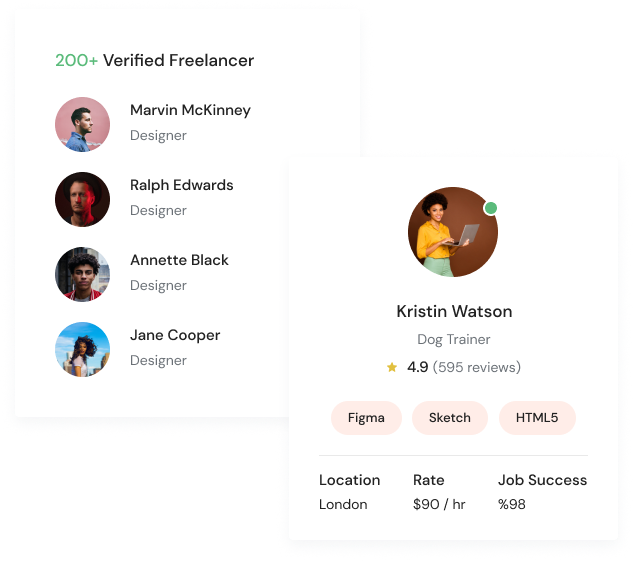 200+ Verified Freelancer
Marvin McKinney
Designer
Ralph Edwards
Designer
Annette Black
Designer
Jane Cooper
Designer
Kristin Watson
Dog Trainer
4.9 (595 reviews)
Figma Sketch HTML5
Location Rate Job Success
London $90 / hr %98